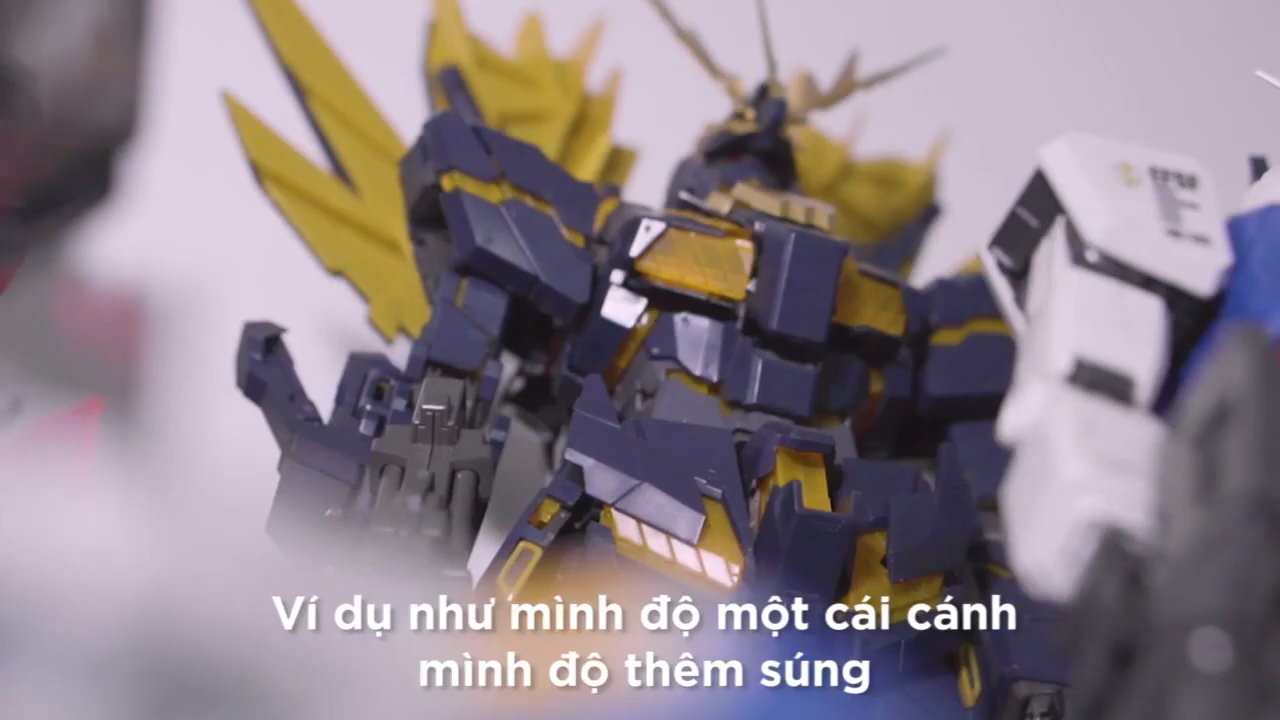 Ví dụ như mình độ một cái cánh
mình độ thêm súng